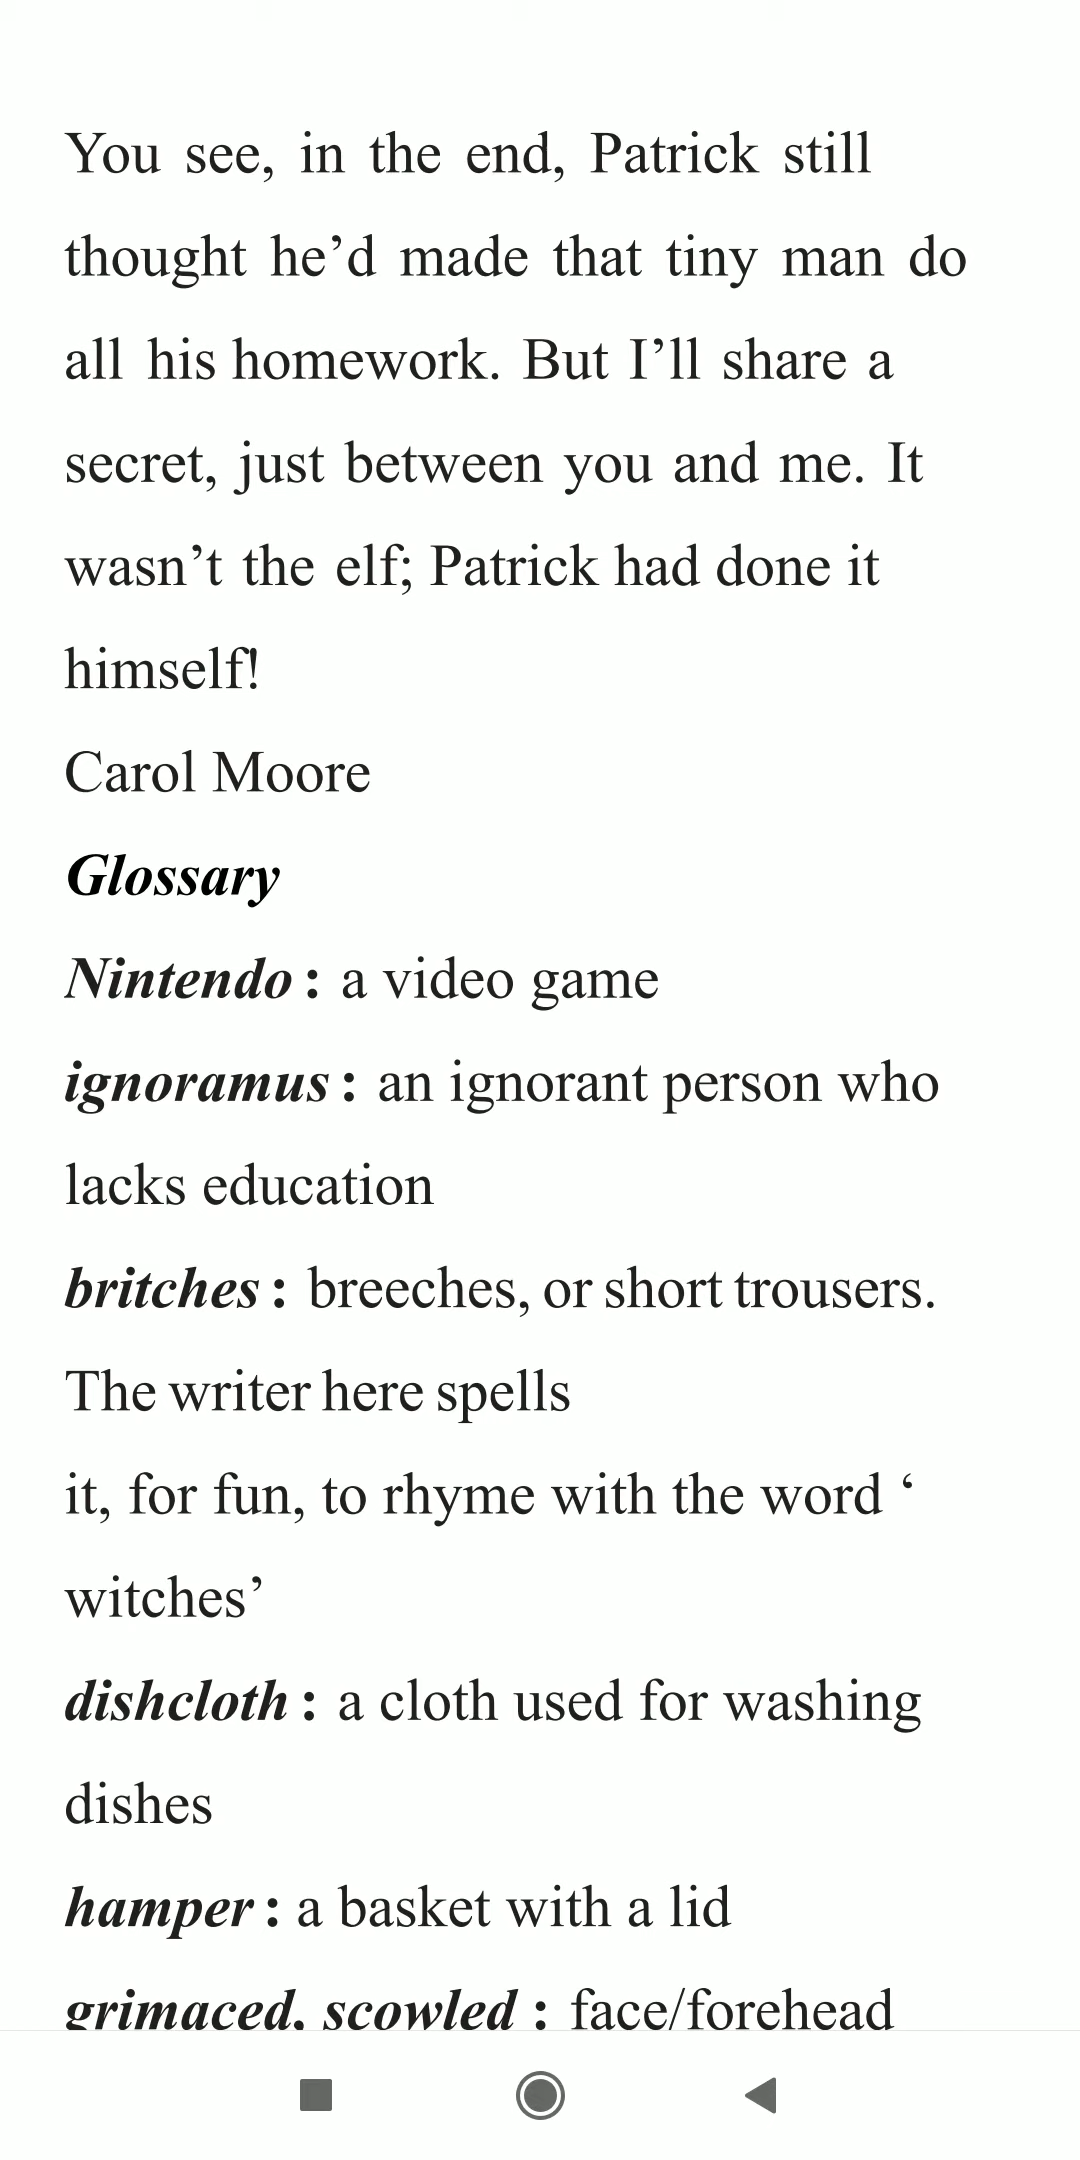 You see, in the end, Patrick still
thought he’d made that tiny man do
all his homework. But I’ll share a
secret, just between you and me. It
wasn’t the elf; Patrick had done it
himself!
Carol Moore
Glossary
Nintendo : a video game
ignoramus : an ignorant person who
lacks education
britches : breeches, or short trousers.
The writer here spells
it, for fun, to rhyme with the word ‘
witches’
dishcloth : a cloth used for washing
dishes
hamper : a basket with a lid
grimaced, scowled : face/forehead